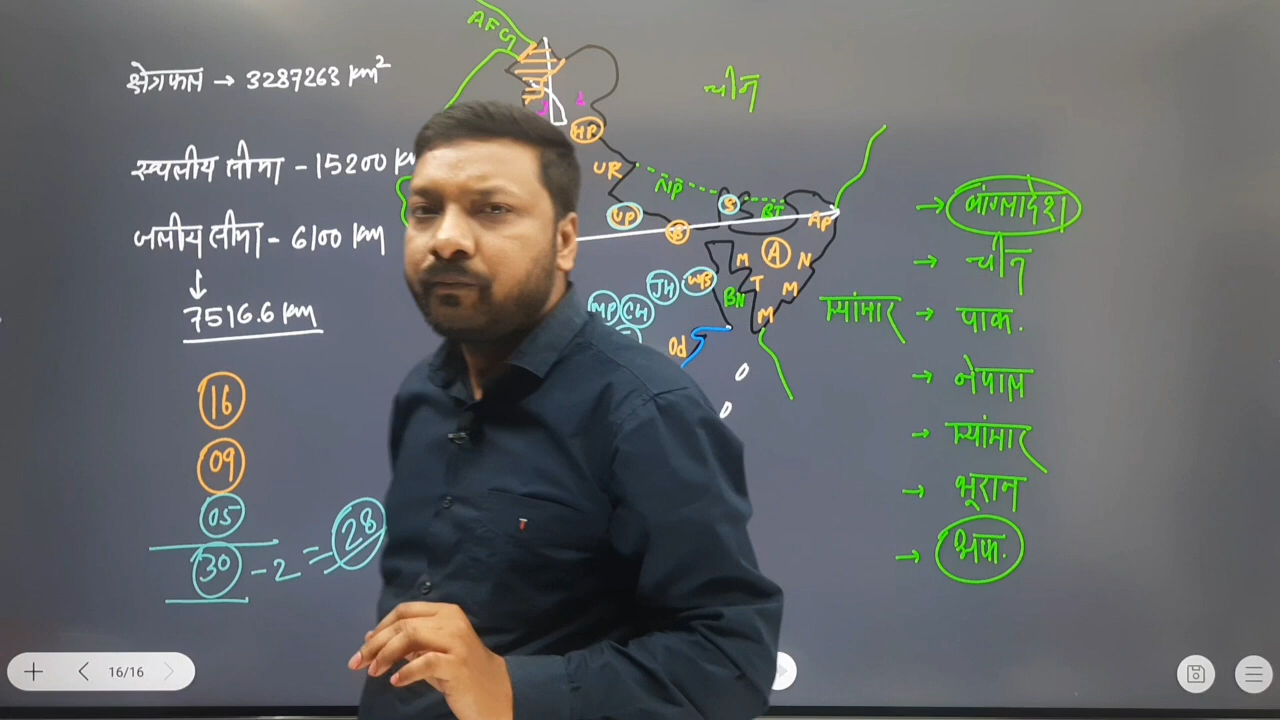 क्षेत्रफल → 3287263 km²
स्थलीय सीमा - 15200 km
जलीय सीमा - 6100 km
↓
7516.6 km
16
09
05
30 - 2 = 28
AFG
चीन
HP
UR
NP
UP
B
S
BT
AP
M
A
N
T
M
M
BN
WB
JH
MP
CH
Od
म्यांमार
→ बांग्लादेश
→ चीन
→ पाक.
→ नेपाल
→ म्यांमार
→ भूटान
→ अफ.
16/16